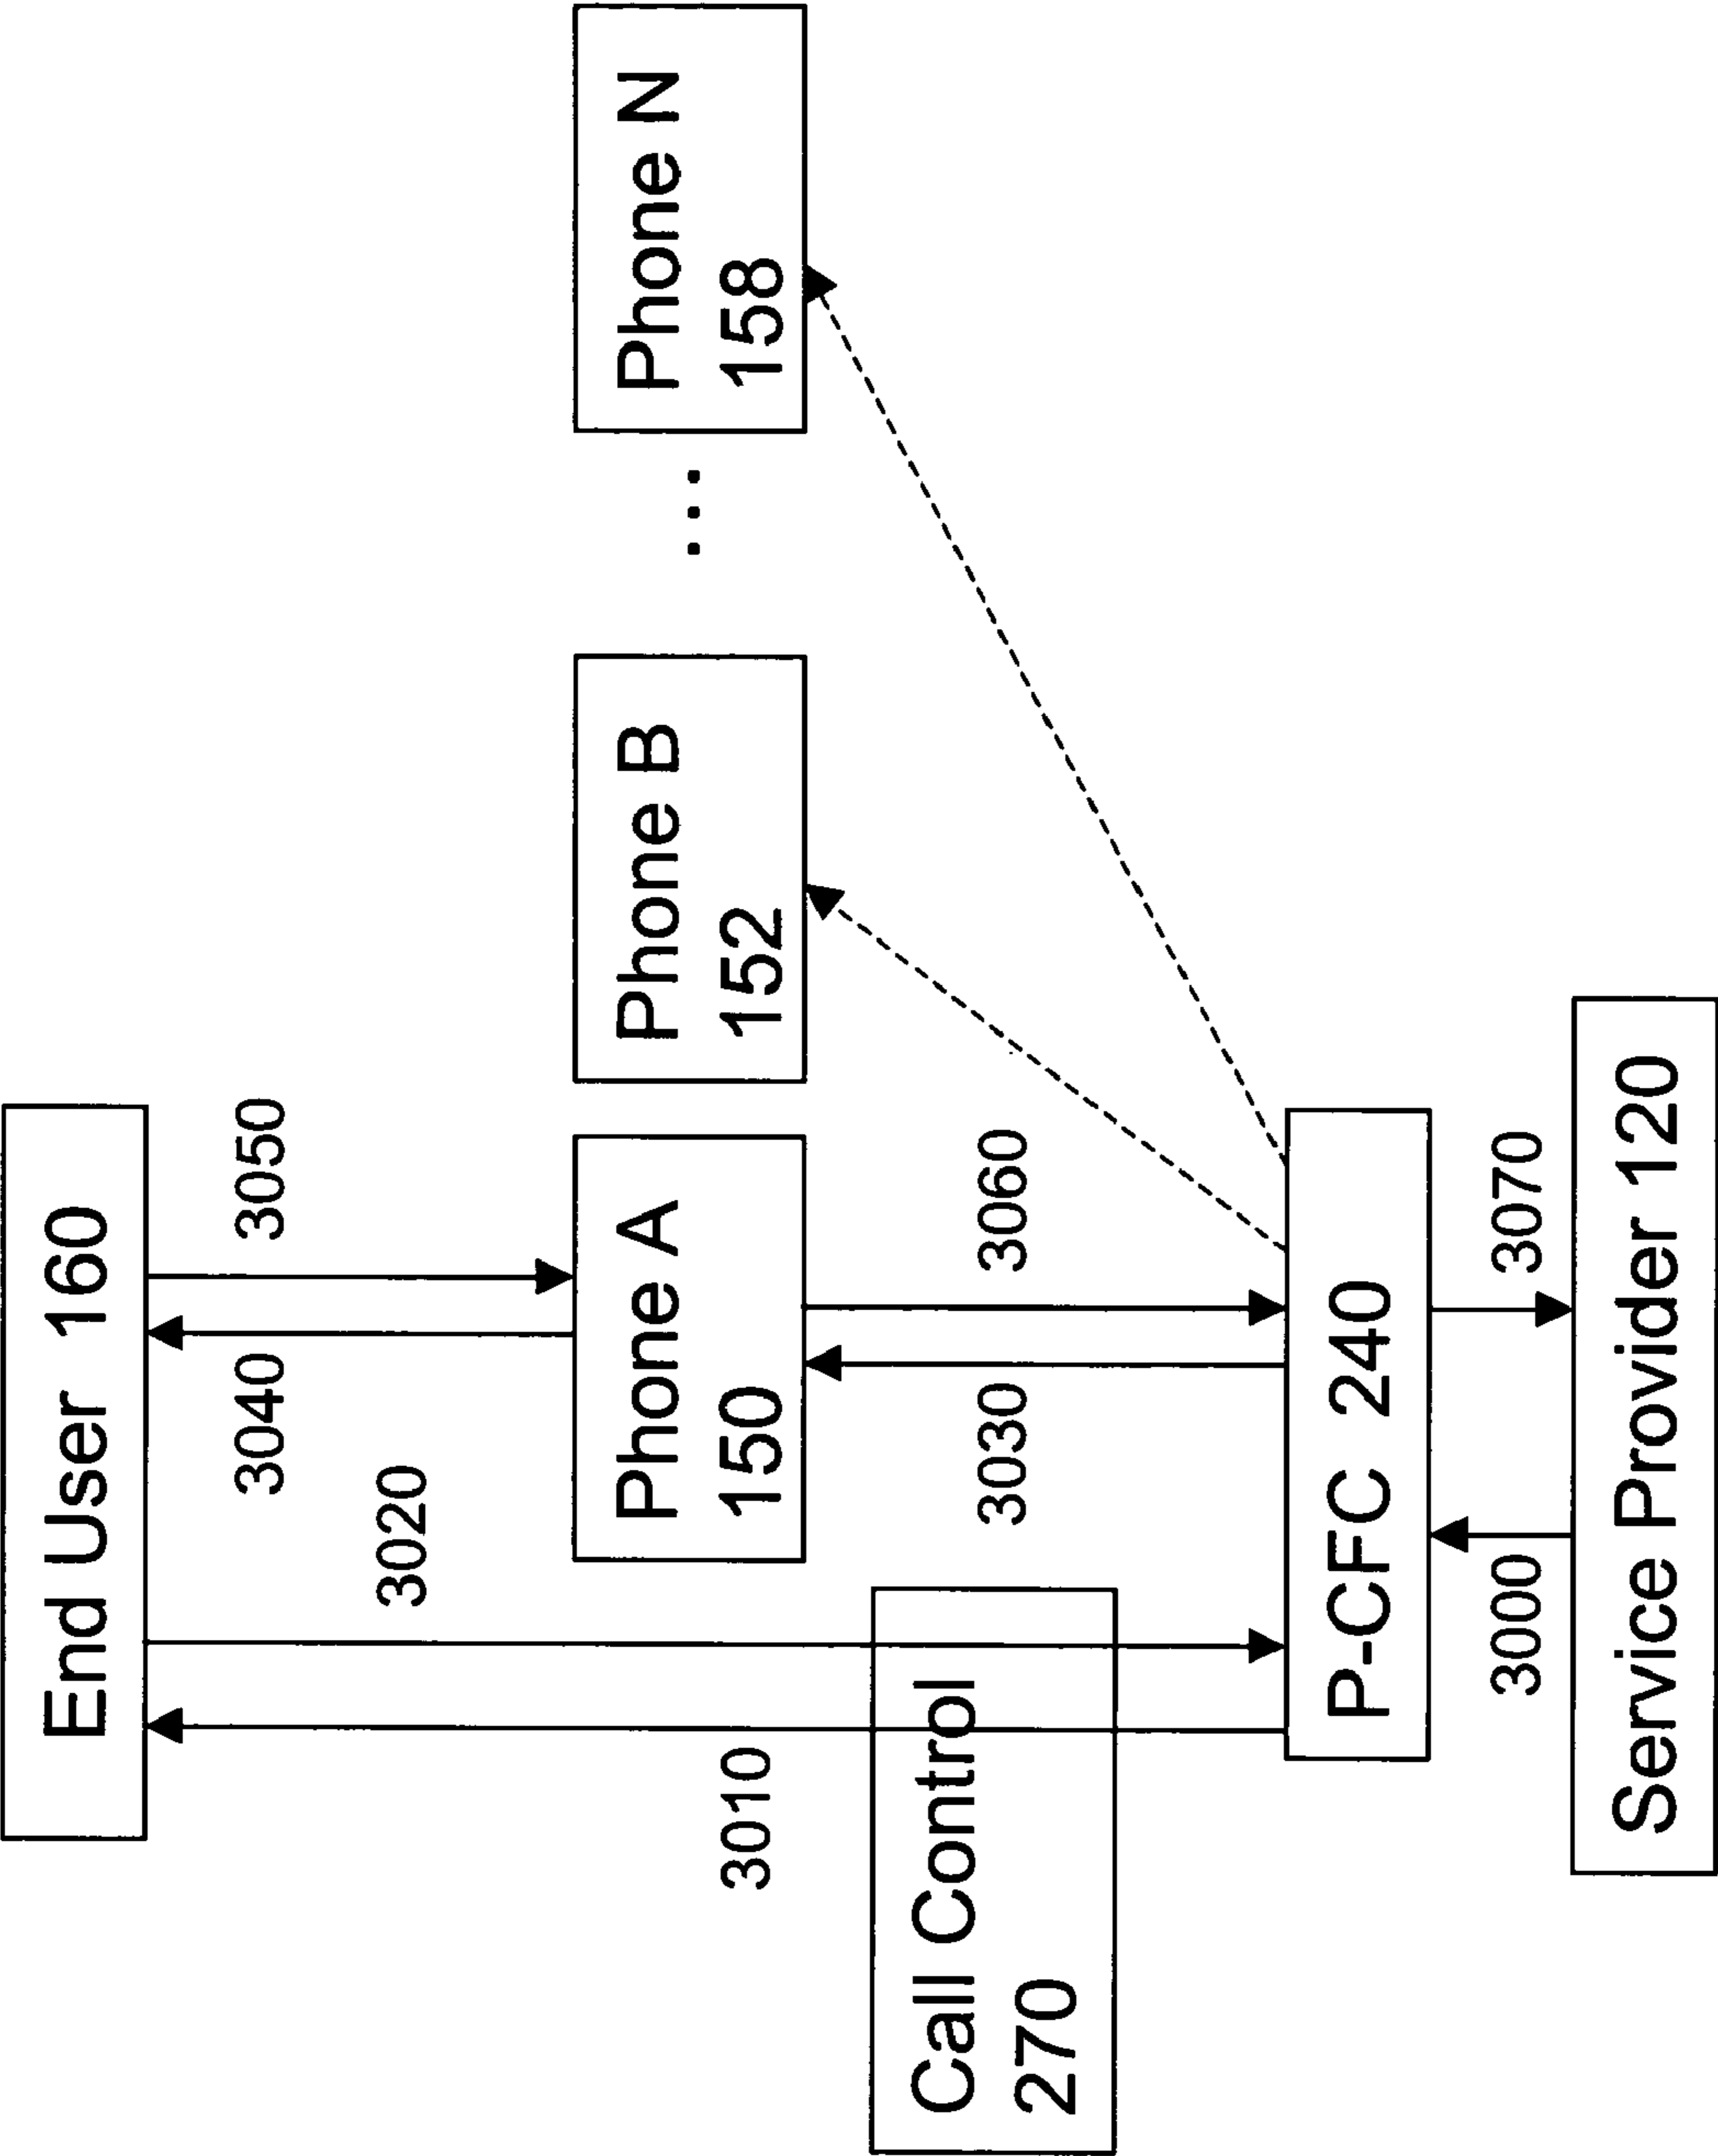 End User 160
3040
3050
3020
Phone A
150
Phone B
152
...
Phone N
158
3010
Call Control
270
3030
3060
P-CFC 240
3000
3070
Service Provider 120